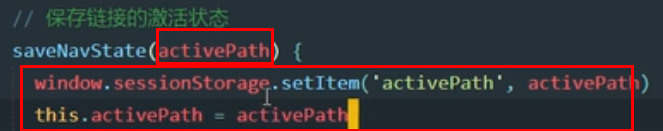 // 保存链接的激活状态
saveNavState(activePath) {
window.sessionStorage.setItem('activePath', activePath)
this.activePath = activePath